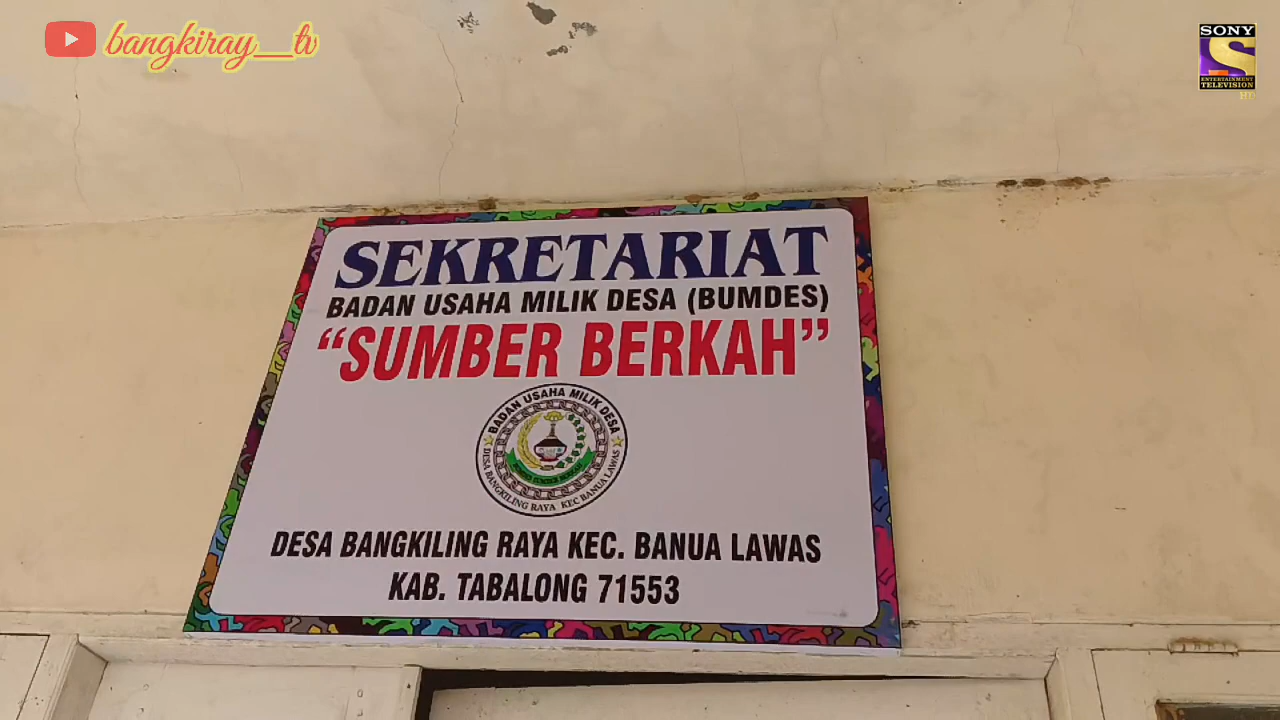 bangkiray__tv
SONY
ENTERTAINMENT
TELEVISION
HD
SEKRETARIAT
BADAN USAHA MILIK DESA (BUMDES)
“SUMBER BERKAH”
BADAN USAHA MILIK DESA
DESA BANGKILING RAYA KEC BANUA LAWAS
DESA BANGKILING RAYA KEC. BANUA LAWAS
KAB. TABALONG 71553